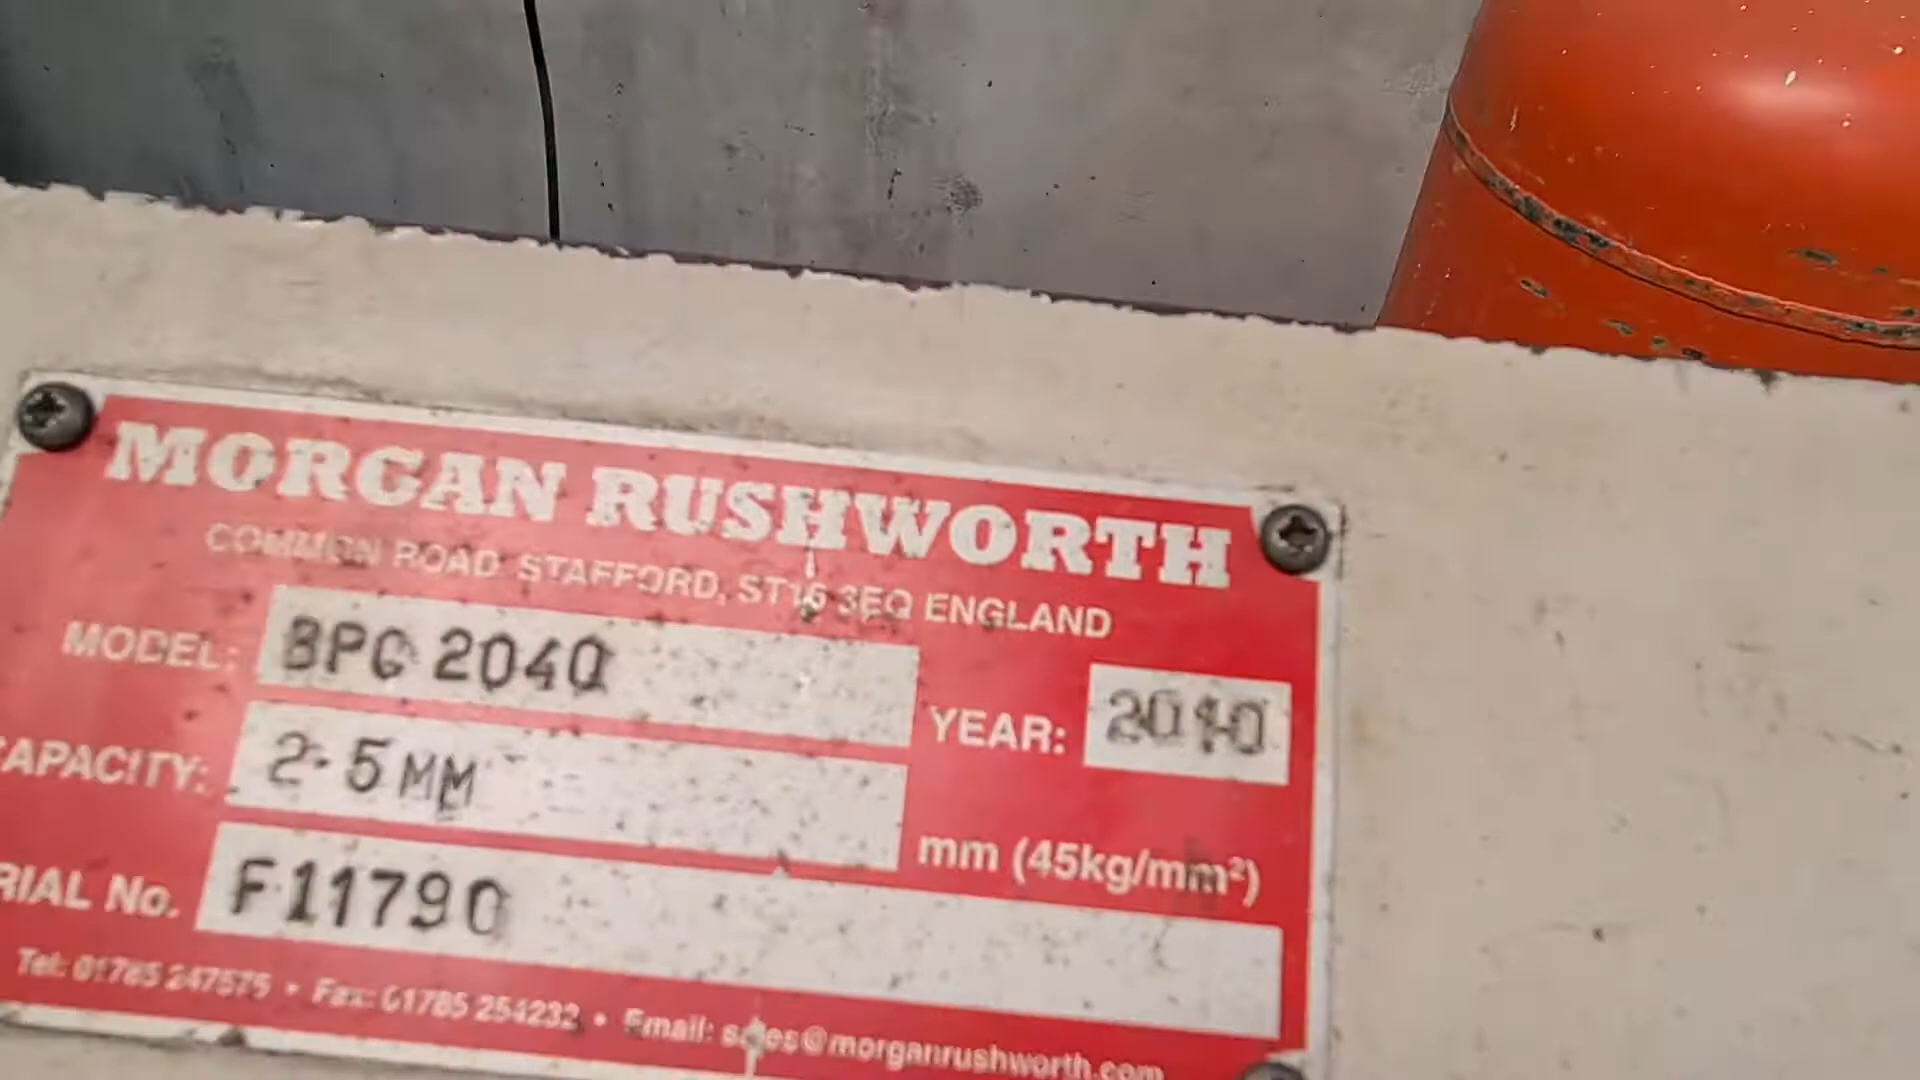 MORGAN RUSHWORTH
COMMON ROAD STAFFORD, ST16 3EQ ENGLAND
MODEL: BPC 2040
YEAR: 2010
CAPACITY: 2-5MM
mm (45kg/mm²)
RIAL No. F11790
Tel: 01785 247575 • Fax: 01785 254232 • Email: sales@morganrushworth.com